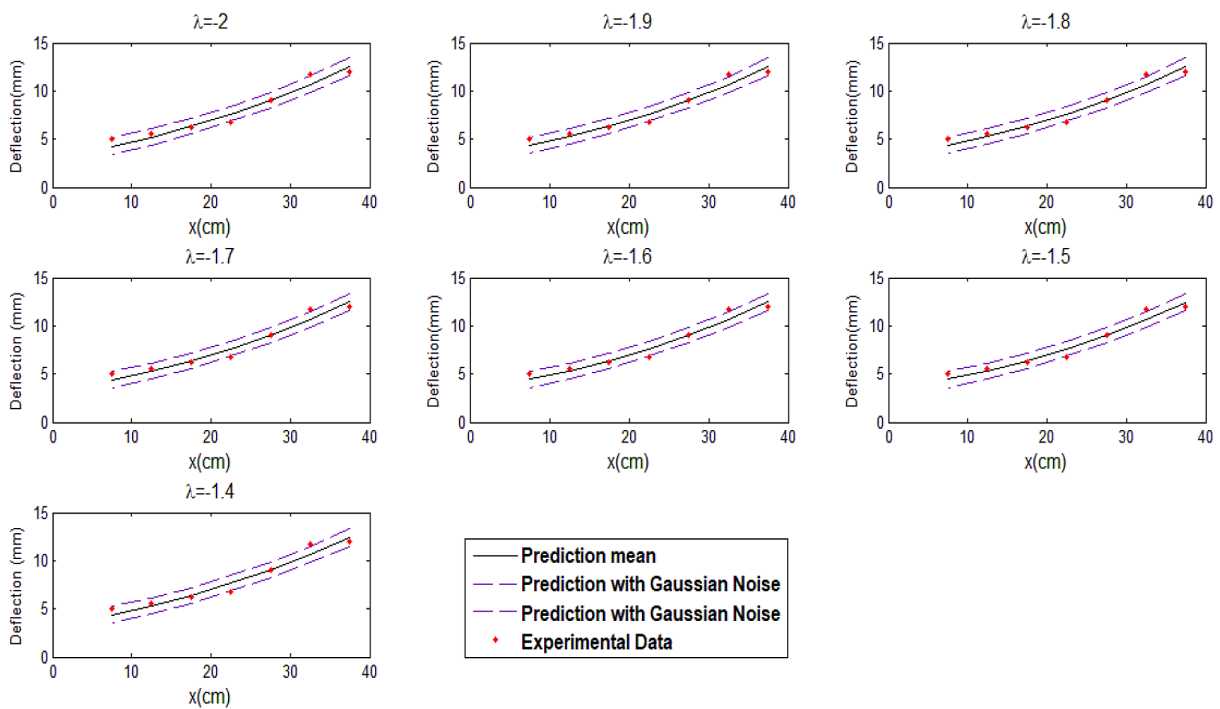 λ=-2
15
10
5
0
Deflection(mm)
0 10 20 30 40
x(cm)
λ=-1.9
15
10
5
0
Deflection(mm)
0 10 20 30 40
x(cm)
λ=-1.8
15
10
5
0
Deflection(mm)
0 10 20 30 40
x(cm)
λ=-1.7
15
10
5
0
Deflection (mm)
0 10 20 30 40
x(cm)
λ=-1.6
15
10
5
0
Deflection(mm)
0 10 20 30 40
x(cm)
λ=-1.5
15
10
5
0
Deflection(mm)
0 10 20 30 40
x(cm)
λ=-1.4
15
10
5
0
Deflection (mm)
0 10 20 30 40
x(cm)
Prediction mean
Prediction with Gaussian Noise
Prediction with Gaussian Noise
Experimental Data